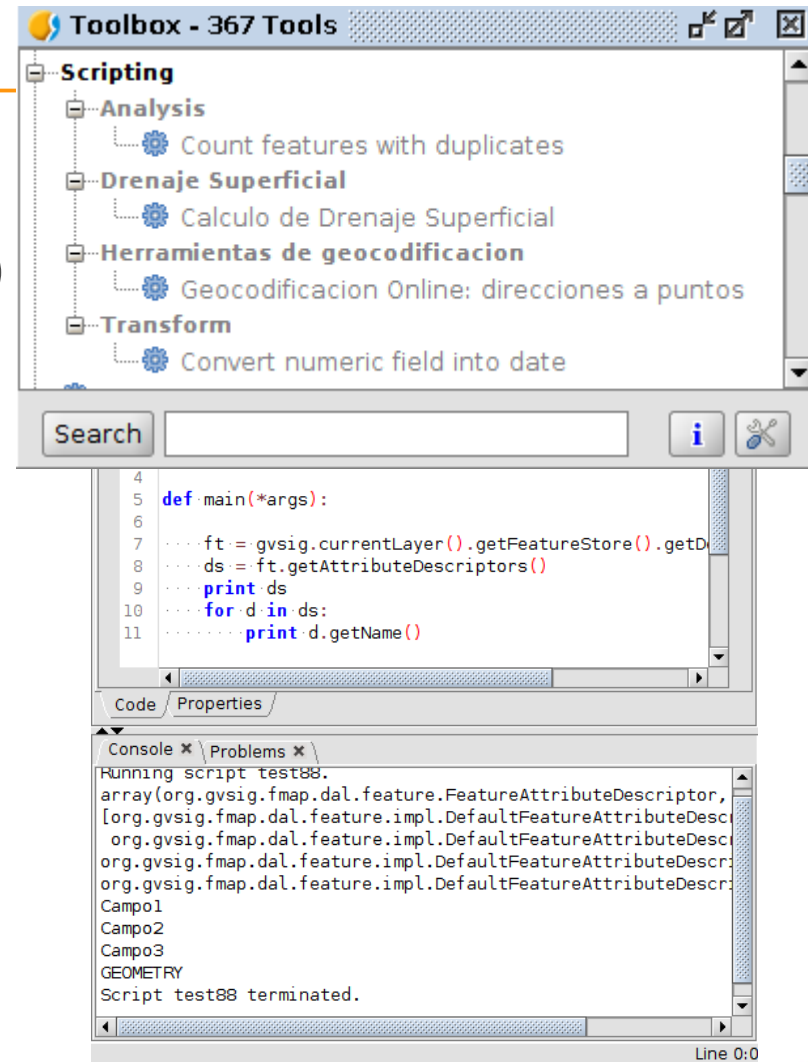 Toolbox - 367 Tools
Scripting
Analysis
Count features with duplicates
Drenaje Superficial
Calculo de Drenaje Superficial
Herramientas de geocodificacion
Geocodificacion Online: direcciones a puntos
Transform
Convert numeric field into date
Search
i
4
5 def main(*args):
6
7 ft = gvsig.currentLayer().getFeatureStore().getD
8 ds = ft.getAttributeDescriptors()
9 print ds
10 for d in ds:
11 print d.getName()
Code Properties
Console Problems
Running script test88.
array(org.gvsig.fmap.dal.feature.FeatureAttributeDescriptor,
[org.gvsig.fmap.dal.feature.impl.DefaultFeatureAttributeDescr
org.gvsig.fmap.dal.feature.impl.DefaultFeatureAttributeDescr
org.gvsig.fmap.dal.feature.impl.DefaultFeatureAttributeDescr
org.gvsig.fmap.dal.feature.impl.DefaultFeatureAttributeDescr
Campo1
Campo2
Campo3
GEOMETRY
Script test88 terminated.
Line 0:0